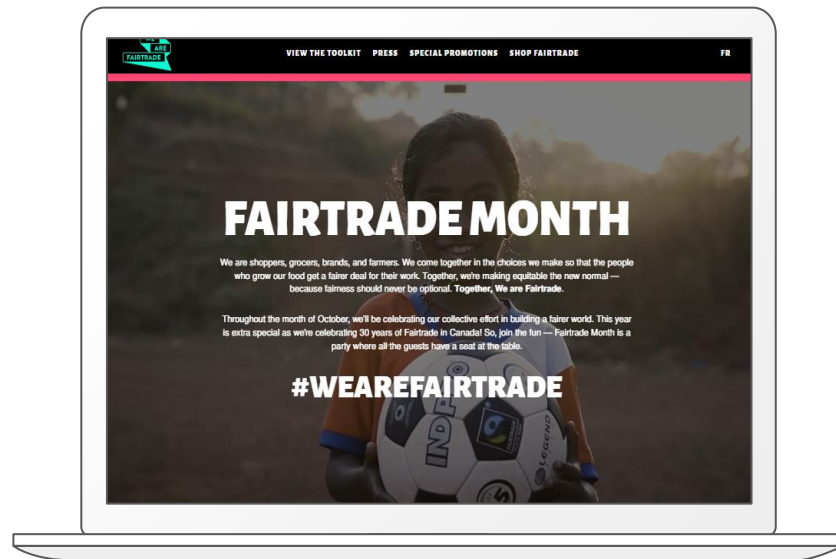 WE
ARE
FAIRTRADE
VIEW THE TOOLKIT PRESS SPECIAL PROMOTIONS SHOP FAIRTRADE FR
FAIRTRADE MONTH
We are shoppers, grocers, brands, and farmers. We come together in the choices we make so that the people
who grow our food get a fairer deal for their work. Together, we're making equitable the new normal —
because fairness should never be optional. Together, We are Fairtrade.
Throughout the month of October, we'll be celebrating our collective effort in building a fairer world. This year
is extra special as we're celebrating 30 years of Fairtrade in Canada! So, join the fun — Fairtrade Month is a
party where all the guests have a seat at the table.
#WEAREFAIRTRADE
INDPRO
FAIRTRADE
LEGEND
5